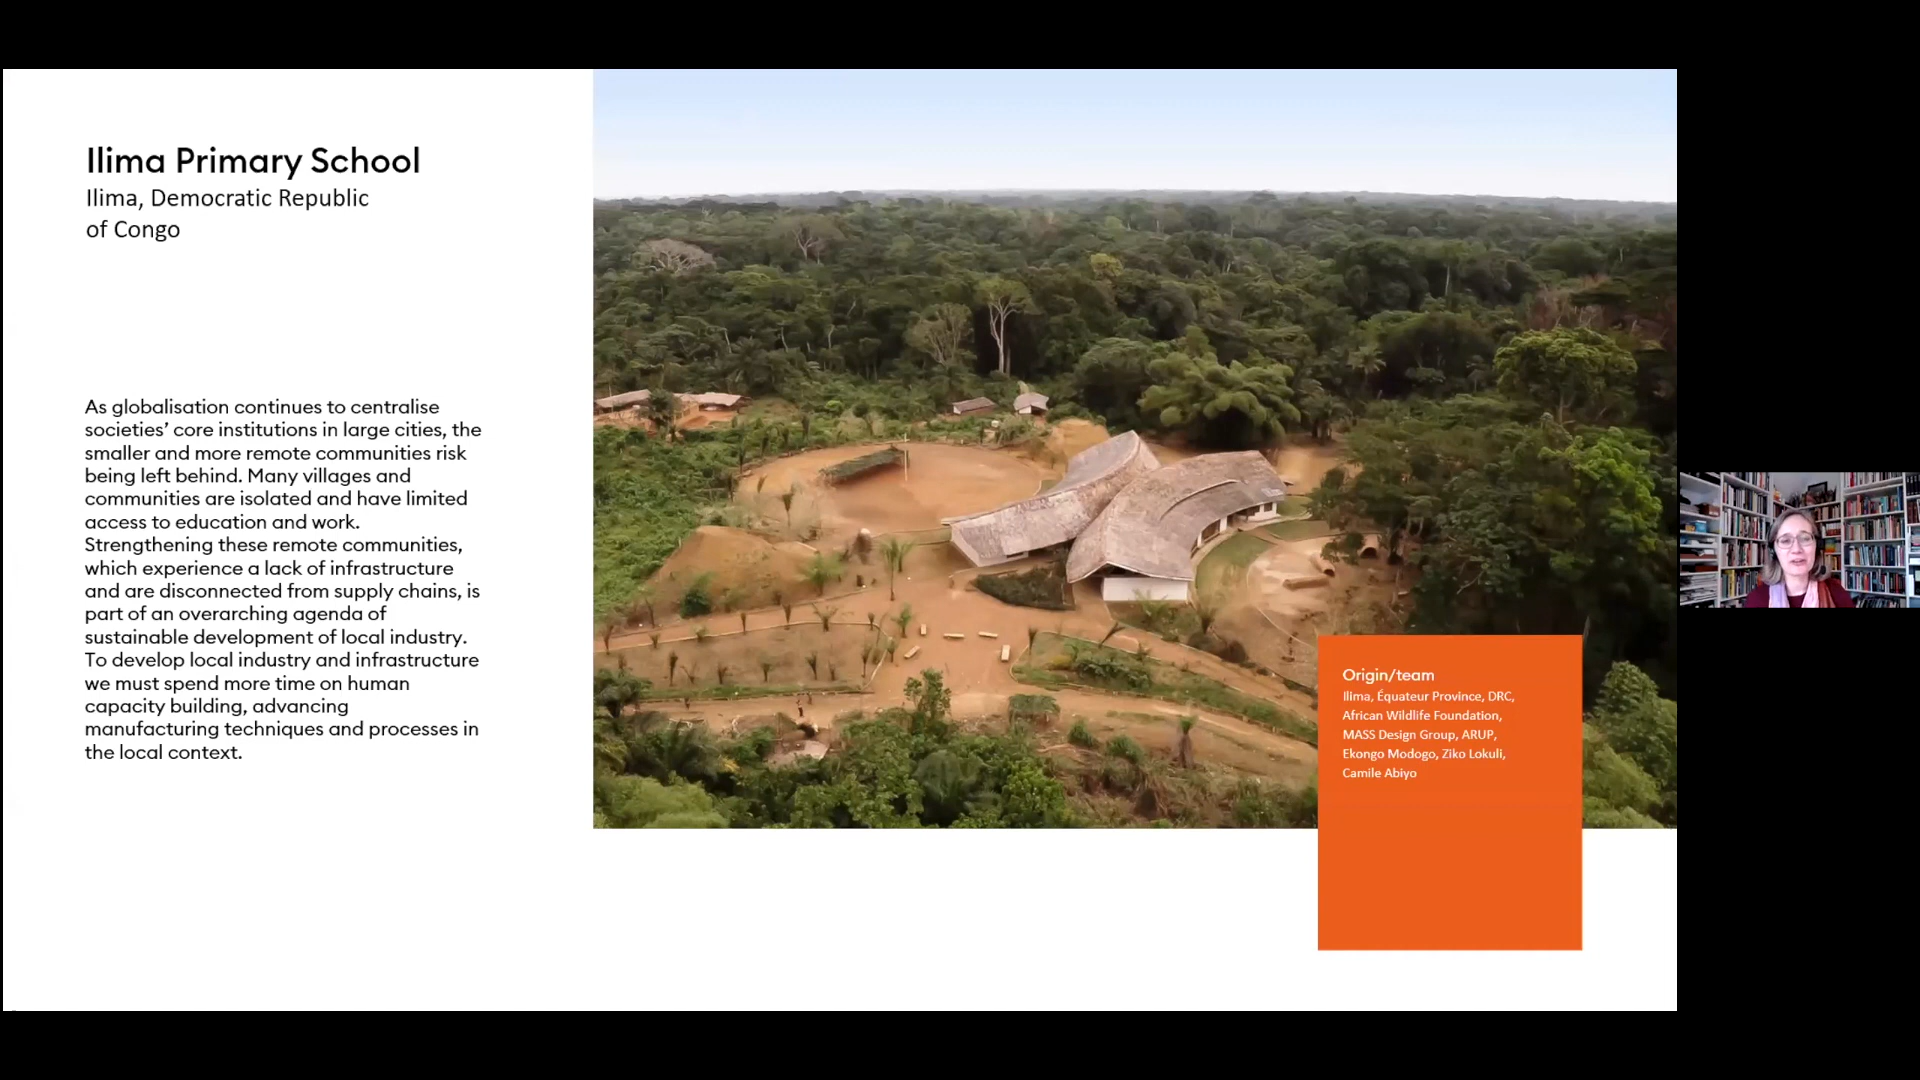 Ilima Primary School
Ilima, Democratic Republic
of Congo
As globalisation continues to centralise
societies’ core institutions in large cities, the
smaller and more remote communities risk
being left behind. Many villages and
communities are isolated and have limited
access to education and work.
Strengthening these remote communities,
which experience a lack of infrastructure
and are disconnected from supply chains, is
part of an overarching agenda of
sustainable development of local industry.
To develop local industry and infrastructure
we must spend more time on human
capacity building, advancing
manufacturing techniques and processes in
the local context.
Origin/team
Ilima, Équateur Province, DRC,
African Wildlife Foundation,
MASS Design Group, ARUP,
Ekongo Modogo, Ziko Lokuli,
Camile Abiyo